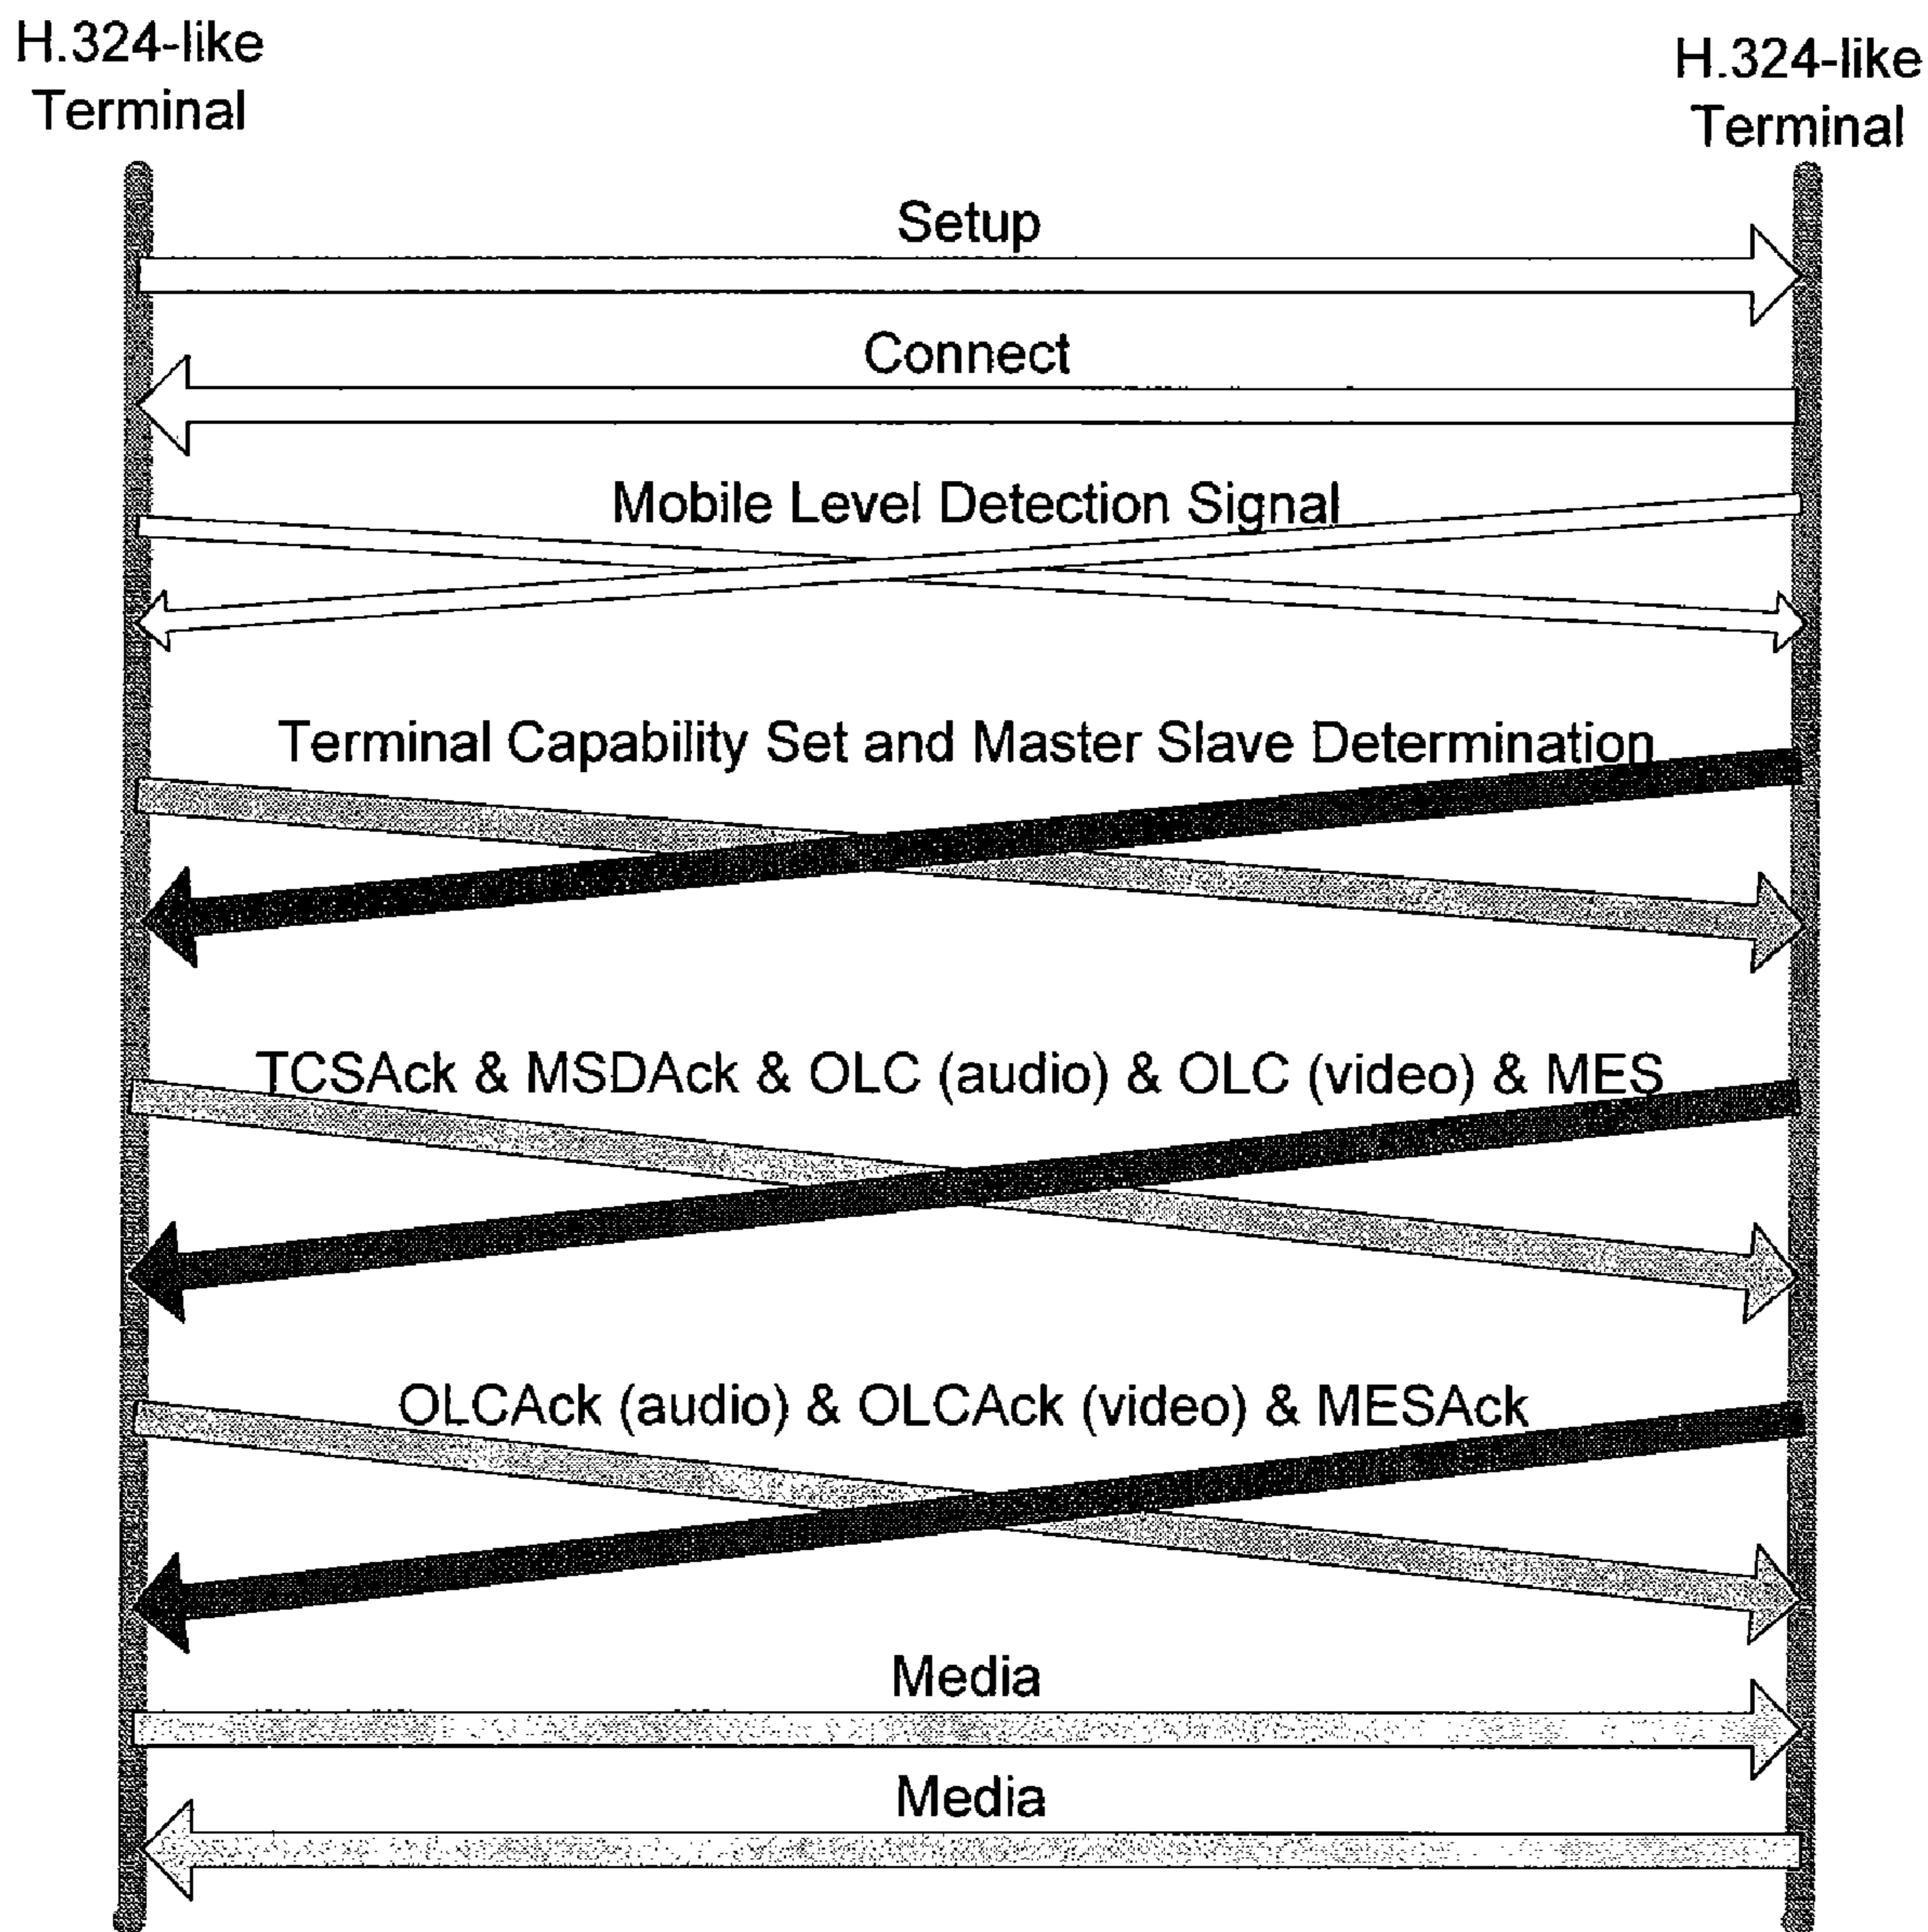 H.324-like
Terminal
H.324-like
Terminal
Setup
Connect
Mobile Level Detection Signal
Terminal Capability Set and Master Slave Determination
TCSAck & MSDAck & OLC (audio) & OLC (video) & MES
OLCAck (audio) & OLCAck (video) & MESAck
Media
Media